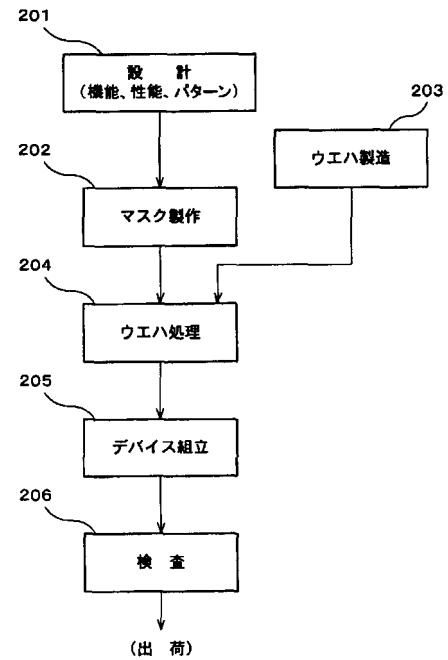 201
設 計
(機能、性能、パターン)
203
ウエハ製造
202
マスク製作
204
ウエハ処理
205
デバイス組立
206
検 査
(出 荷)